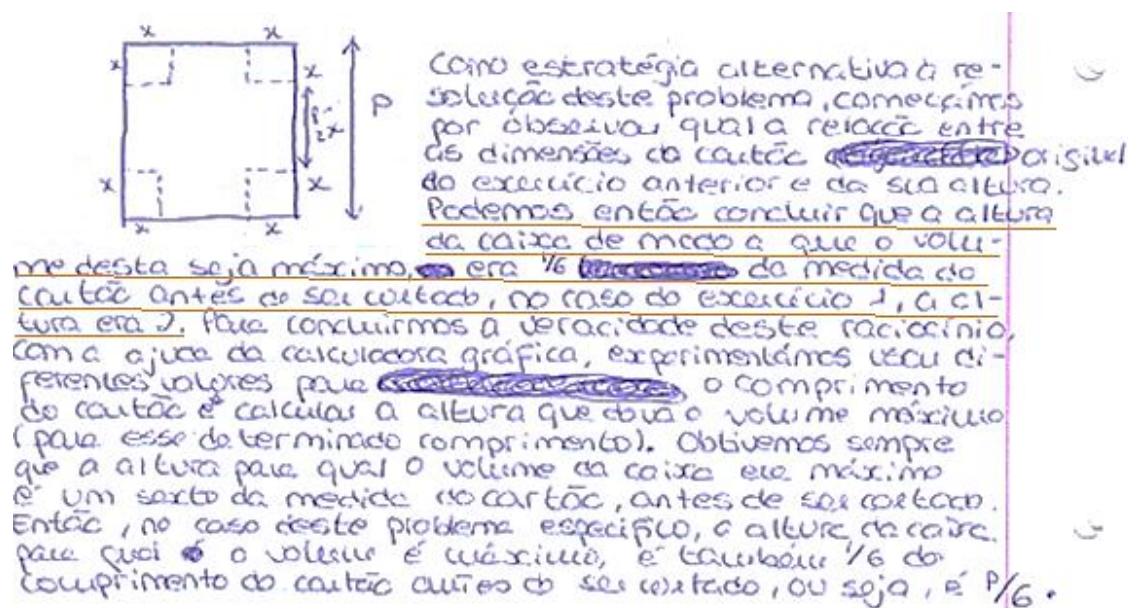 x x
x x
P-2x
P
x x
x x
Como estratégia alternativa à re-
solução deste problema, começámos
por observar qual a relação entre
as dimensões do cartão original
do exercício anterior e da sua altura.
Podemos então concluir que a altura
da caixa de modo a que o volu-
me desta seja máximo, era 1/6 da medida do
cartão antes de ser cortado, no caso do exercício 1, a al-
tura era 2. Para concluirmos a veracidade deste raciocínio,
com a ajuda da calculadora gráfica, experimentámos usar di-
ferentes valores para o comprimento
do cartão e calcular a altura que dava o volume máximo
(para esse determinado comprimento). Obtivemos sempre
que a altura para qual o volume da caixa era máximo
é um sexto da medida do cartão, antes de ser cortado.
Então, no caso deste problema específico, a altura da caixa
para qual o volume é máximo, é também 1/6 do
comprimento do cartão antes de ser cortado, ou seja, é P/6.